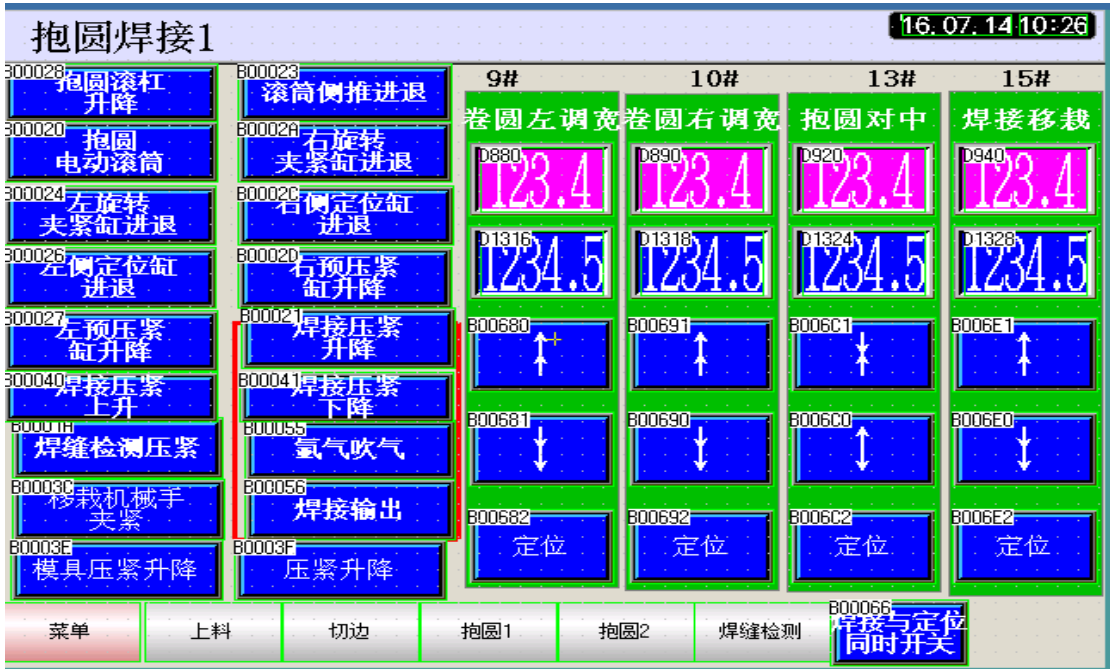 抱圆焊接1
16.07.14 10:26
B00028
抱圆滚杠
升降
B00023
滚筒侧推进退
B00020
抱圆
电动滚筒
B0002A
右旋转
夹紧缸进退
B00024
左旋转
夹紧缸进退
B0002C
右侧定位缸
进退
B00026
左侧定位缸
进退
B0002D
右预压紧
缸升降
B00027
左预压紧
缸升降
B00021
焊接压紧
升降
B00040
焊接压紧
上升
B00041
焊接压紧
下降
B0001A
焊缝检测压紧
B00055
氩气吹气
B0003C
移栽机械手
夹紧
B00056
焊接输出
B0003E
模具压紧升降
B0003F
压紧升降
9#
卷圆左调宽
D880
123.4
D1316
1234.5
B00680
B00681
B00682
定位
10#
卷圆右调宽
D890
123.4
D1318
1234.5
B00691
B00690
B00692
定位
13#
抱圆对中
D920
123.4
D1324
1234.5
B006C1
B006C0
B006C2
定位
15#
焊接移栽
D940
123.4
D1328
1234.5
B006E1
B006E0
B006E2
定位
菜单
上料
切边
抱圆1
抱圆2
焊缝检测
B00066
焊接与定位
同时开关